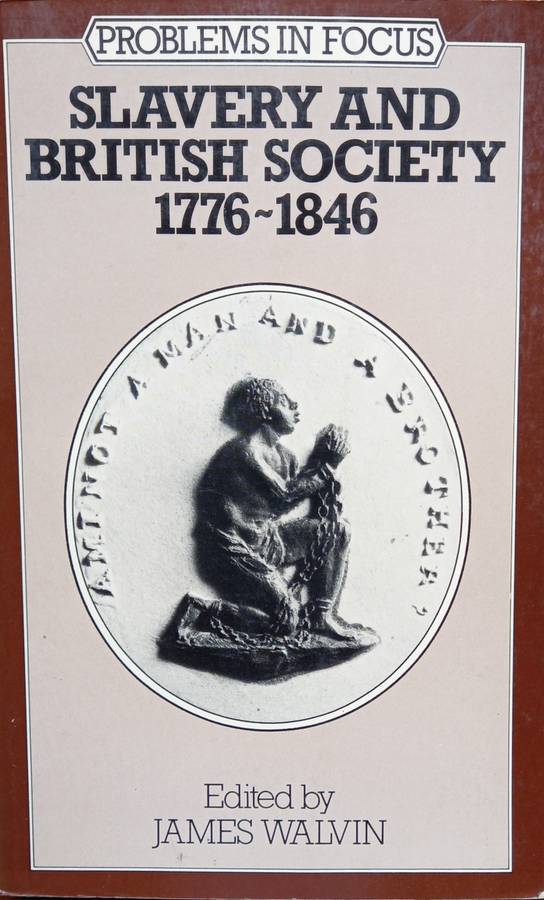 PROBLEMS IN FOCUS
SLAVERY AND
BRITISH SOCIETY
1776~1846
AM I NOT A MAN AND A BROTHER?
Edited by
JAMES WALVIN